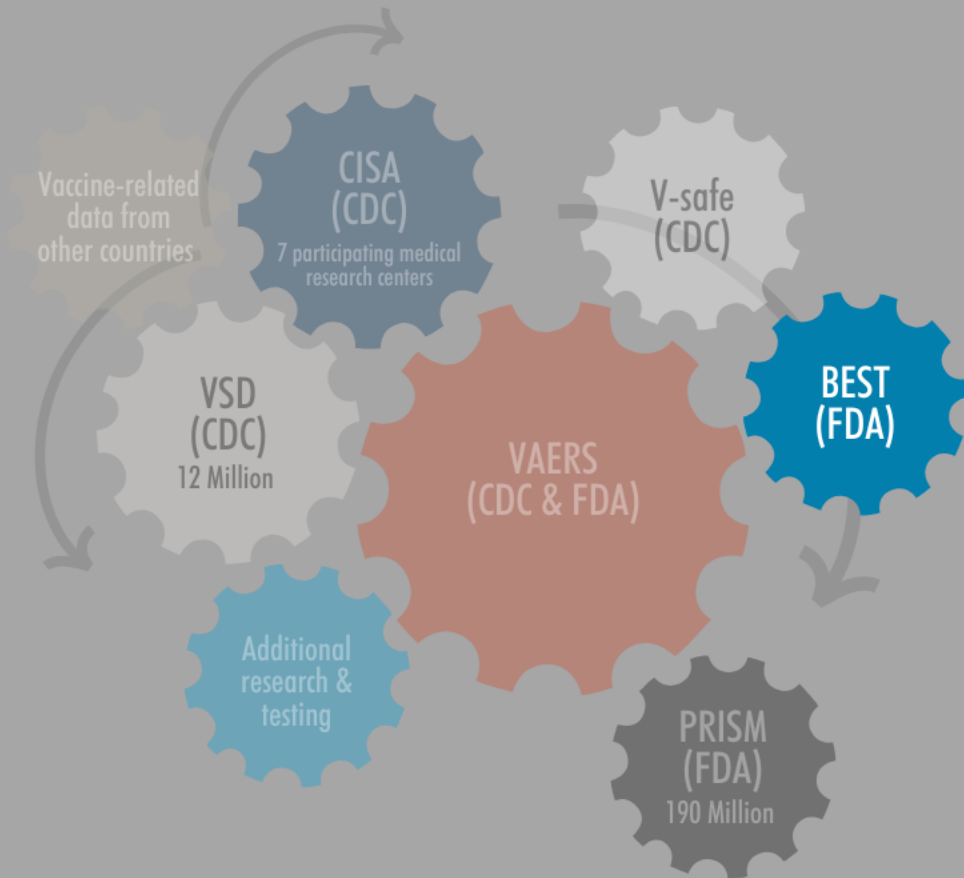 Vaccine-related
data from
other countries
CISA
(CDC)
7 participating medical
research centers
V-safe
(CDC)
VSD
(CDC)
12 Million
BEST
(FDA)
VAERS
(CDC & FDA)
Additional
research &
testing
PRISM
(FDA)
190 Million